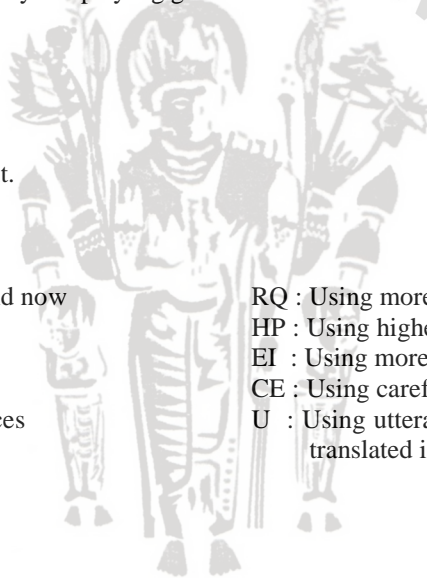 t.
d now
RQ : Using more
HP : Using highe
EI : Using more
CE : Using caref
ces
U : Using uttera
translated i